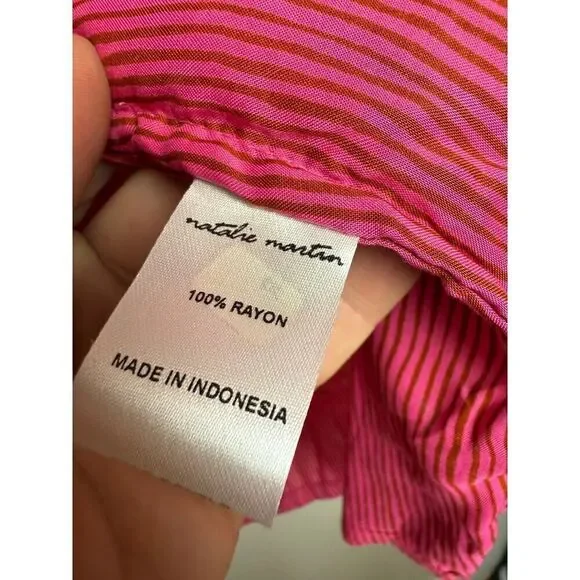 natalie martin
100% RAYON
MADE IN INDONESIA